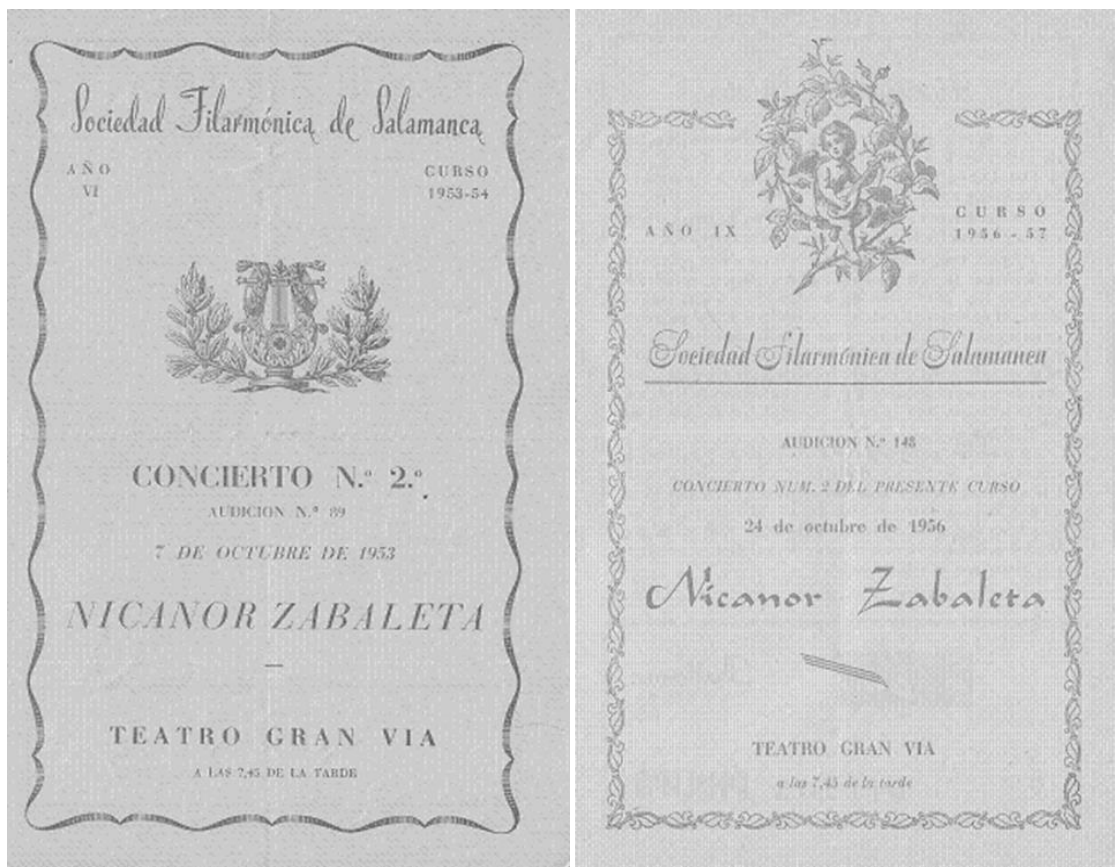 Sociedad Filarmónica de Salamanca
AÑO
VI
CURSO
1953-54
CONCIERTO N.º 2.º
AUDICION N.º 89
7 DE OCTUBRE DE 1953
NICANOR ZABALETA
TEATRO GRAN VIA
A LAS 7,45 DE LA TARDE
AÑO IX
CURSO
1956-57
Sociedad Filarmónica de Salamanca
AUDICION N.º 148
CONCIERTO NUM. 2 DEL PRESENTE CURSO
24 de octubre de 1956
Nicanor Zabaleta
TEATRO GRAN VIA
a las 7,45 de la tarde